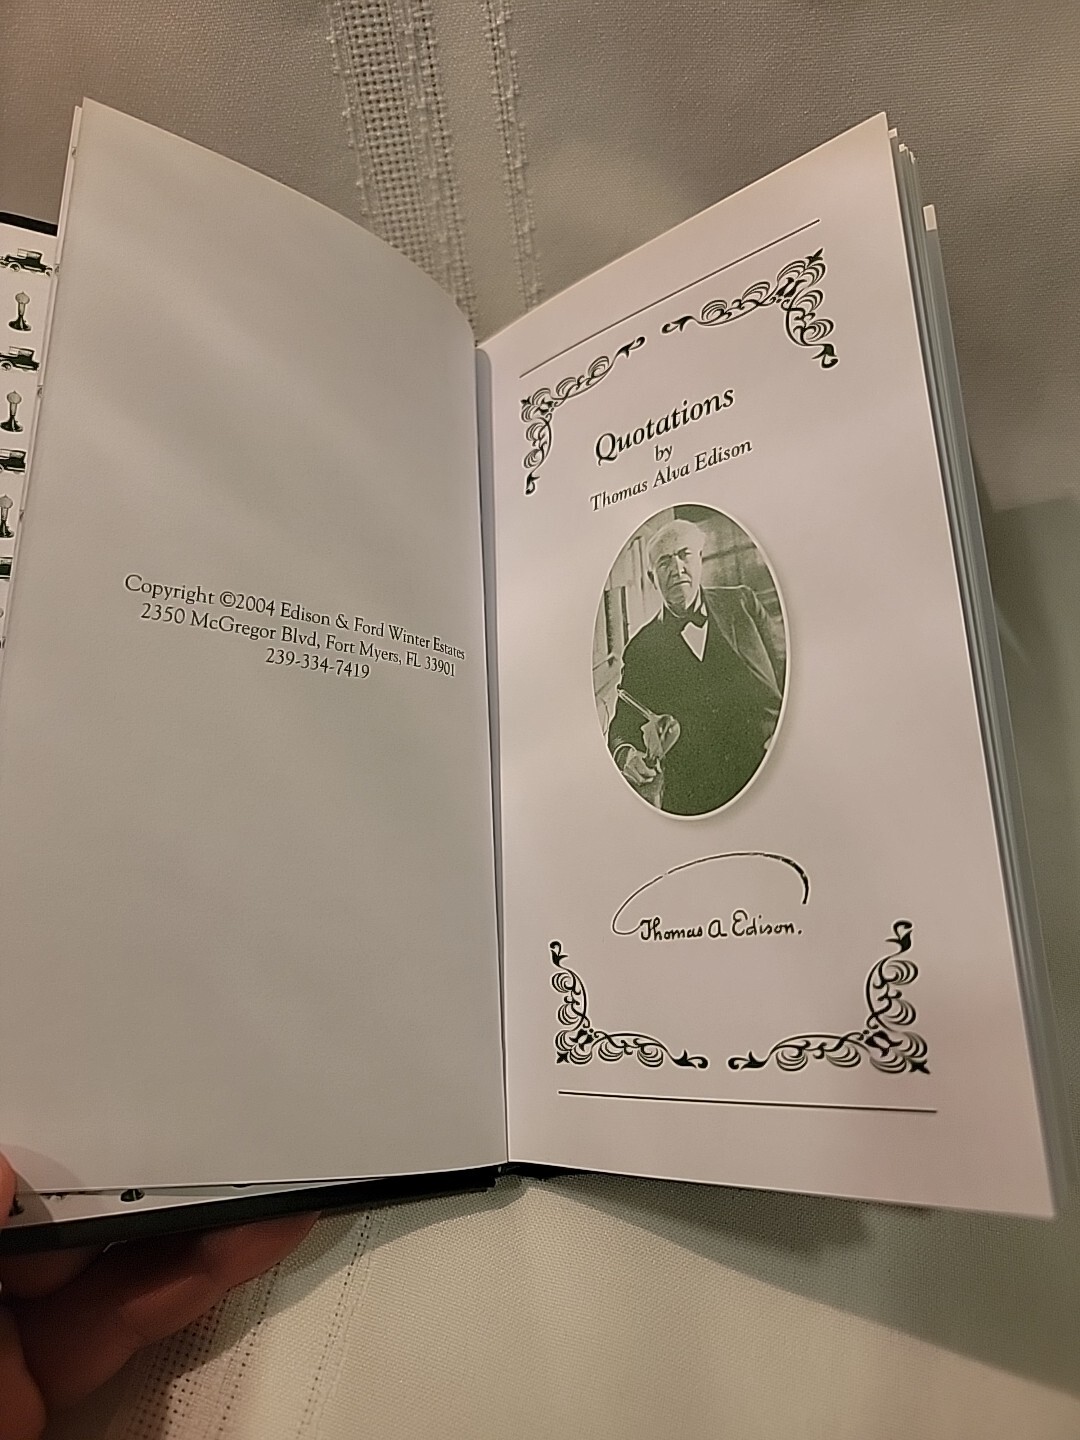 Copyright ©2004 Edison & Ford Winter Estates
2350 McGregor Blvd, Fort Myers, FL 33901
239-334-7419
Quotations
by
Thomas Alva Edison
Thomas A Edison.